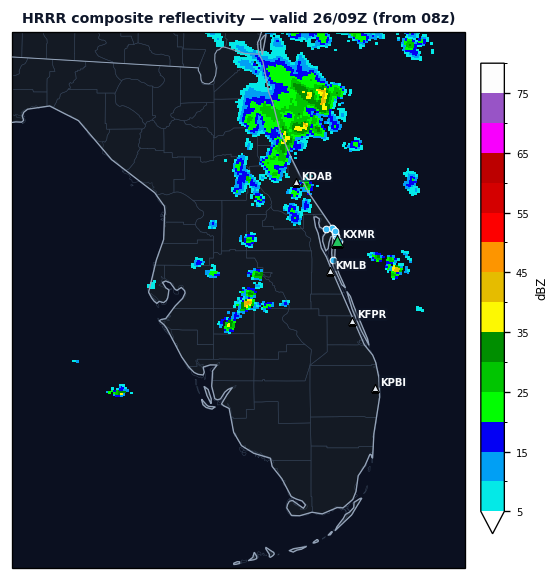 HRRR composite reflectivity — valid 26/09Z (from 08z)
KDAB
KXMR
KMLB
KFPR
KPBI
75
65
55
45
35
25
15
5
dBZ